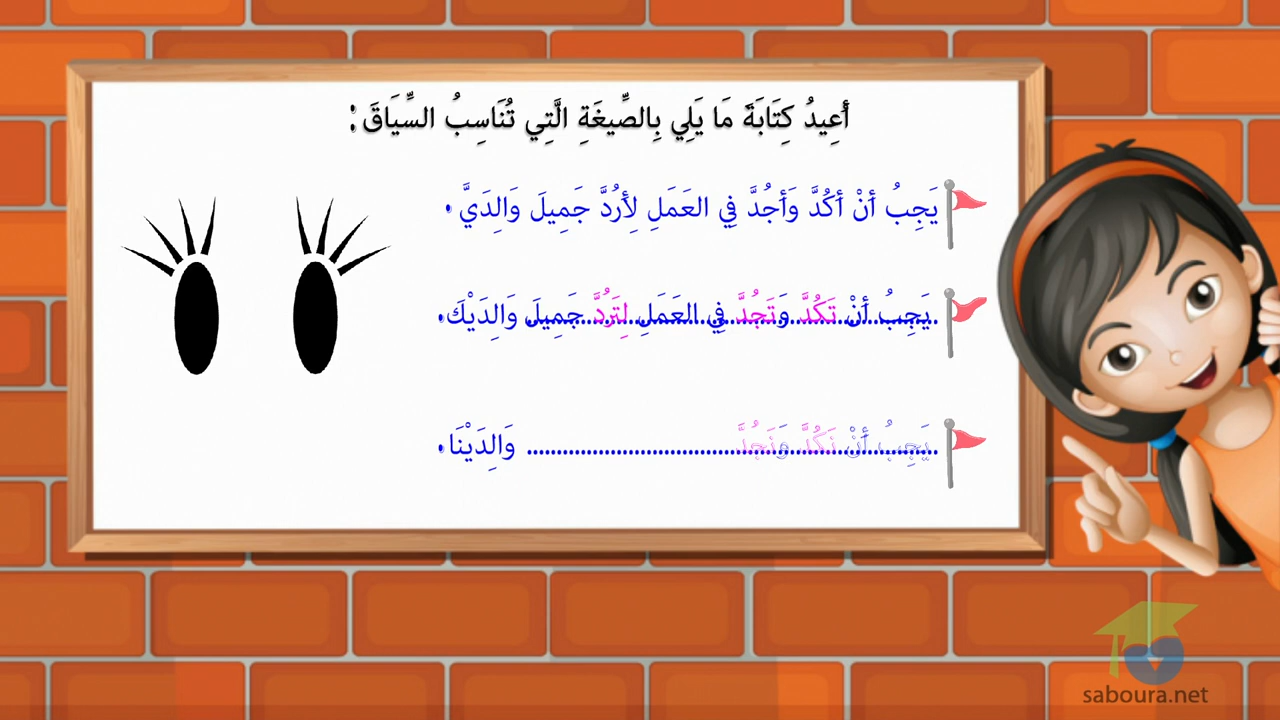 أُعِيدُ كِتَابَةَ مَا يَلِي بِالصِّيغَةِ الَّتِي تُنَاسِبُ السِّيَاقَ :
يَجِبُ أَنْ أَكُدَّ وَأَجُدَّ فِي العَمَلِ لِأَرُدَّ جَمِيلَ وَالِدَيَّ .
يَجِبُ أَنْ تَكُدَّ وَتَجُدَّ فِي العَمَلِ لِتَرُدَّ جَمِيلَ وَالِدَيْكَ.
يَجِبُ أَنْ نَكُدَّ وَنَجُدَّ ........................ وَالِدَيْنَا.
saboura.net